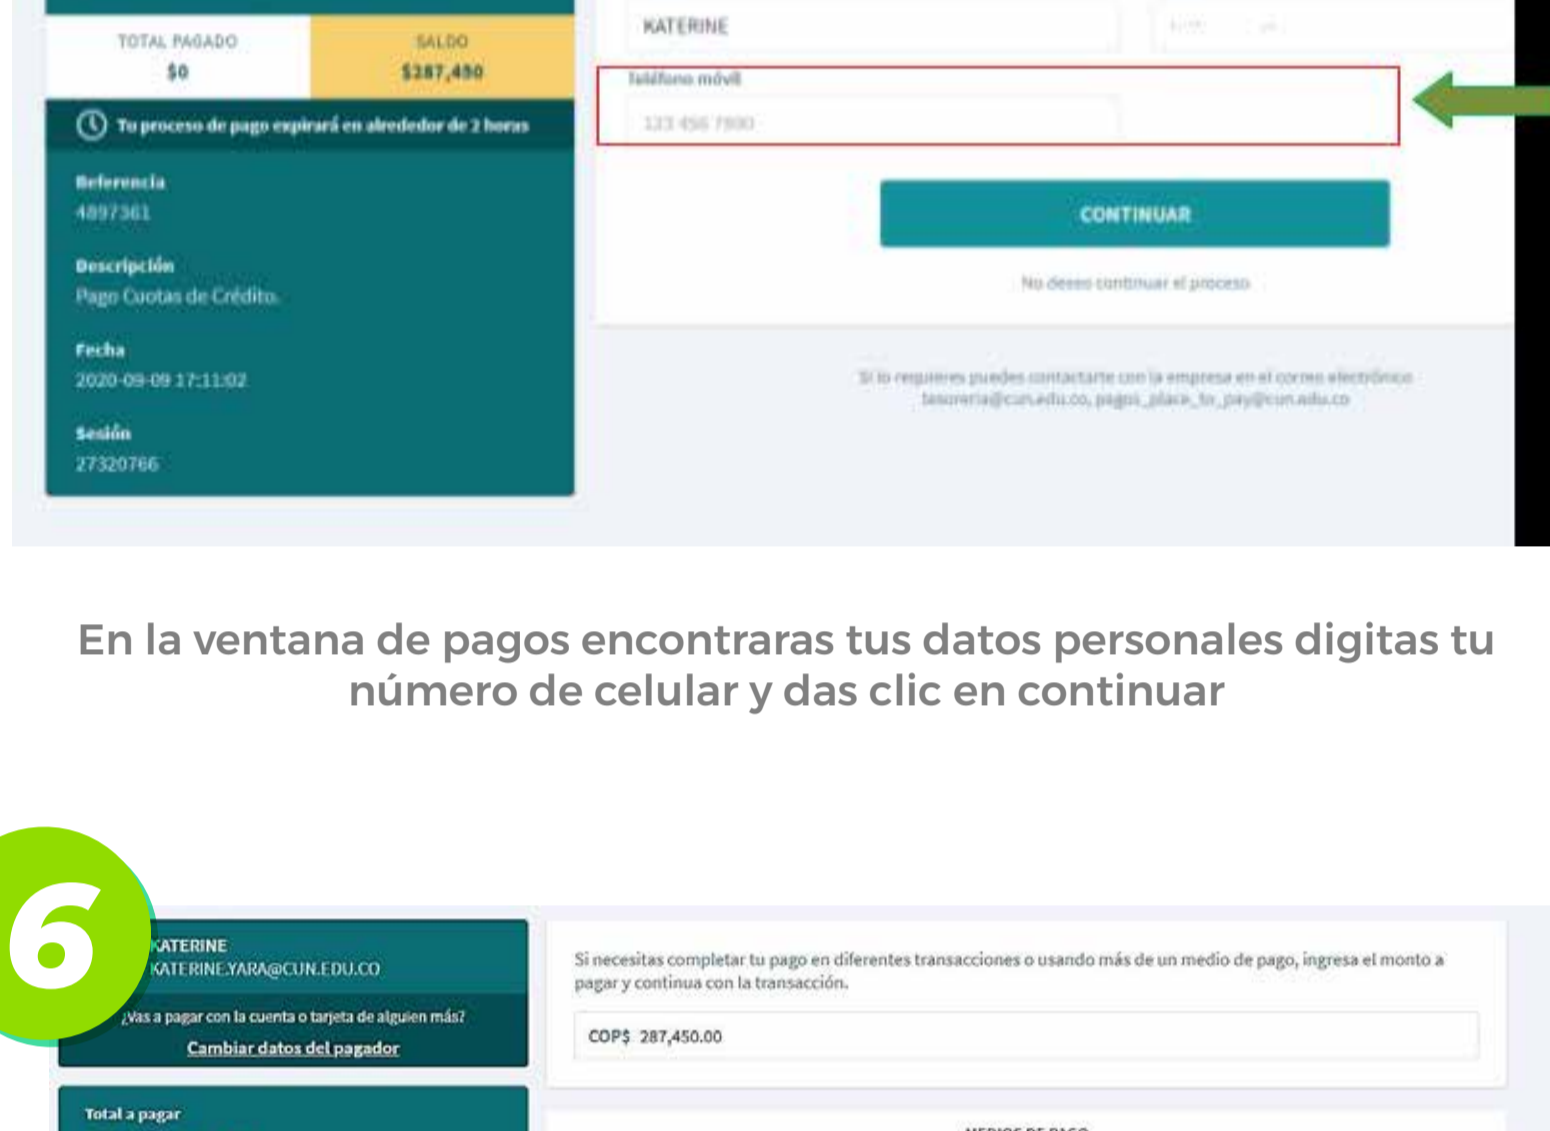 TOTAL PAGADO
$0
SALDO
$287,450
Tu proceso de pago expirará en alrededor de 2 horas
Referencia
4897361
Descripción
Pago Cuotas de Crédito.
Fecha
2020-09-09 17:11:02
Sesión
27320766
KATERINE
Teléfono móvil
123 456 7890
CONTINUAR
No deseo continuar el proceso
Si lo requieres puedes contactarte con la empresa en el correo electrónico
tesoreria@cun.edu.co, pagos_place_to_pay@cun.edu.co
En la ventana de pagos encontraras tus datos personales digitas tu
número de celular y das clic en continuar
6
KATERINE
KATERINE.YARA@CUN.EDU.CO
¿Vas a pagar con la cuenta o tarjeta de alguien más?
Cambiar datos del pagador
Total a pagar
Si necesitas completar tu pago en diferentes transacciones o usando más de un medio de pago, ingresa el monto a
pagar y continua con la transacción.
COP$ 287,450.00
MEDIOS DE PAGO